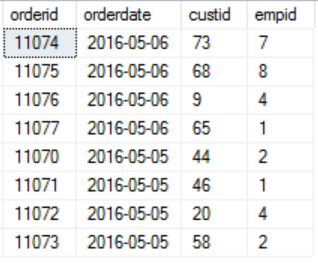 orderid orderdate custid empid
11074 2016-05-06 73 7
11075 2016-05-06 68 8
11076 2016-05-06 9 4
11077 2016-05-06 65 1
11070 2016-05-05 44 2
11071 2016-05-05 46 1
11072 2016-05-05 20 4
11073 2016-05-05 58 2